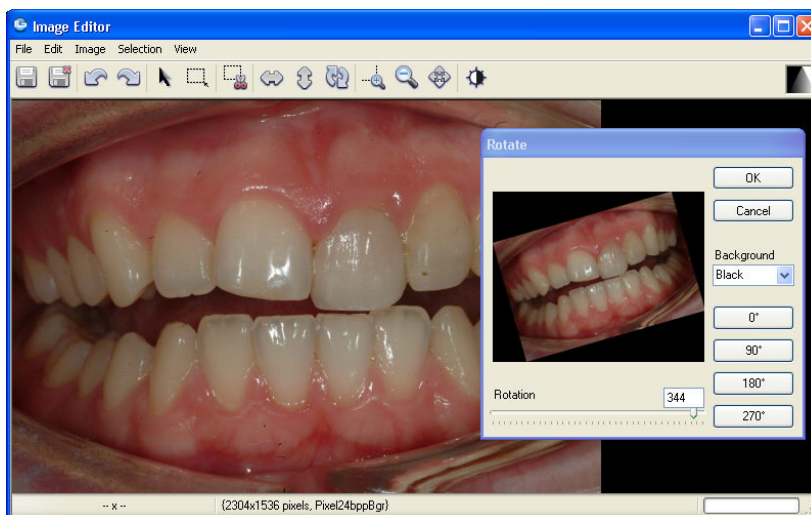 Image Editor
File Edit Image Selection View
Rotate
OK
Cancel
Background
Black
0°
90°
180°
270°
Rotation
344
-- x --
{2304x1536 pixels, Pixel24bppBgr}